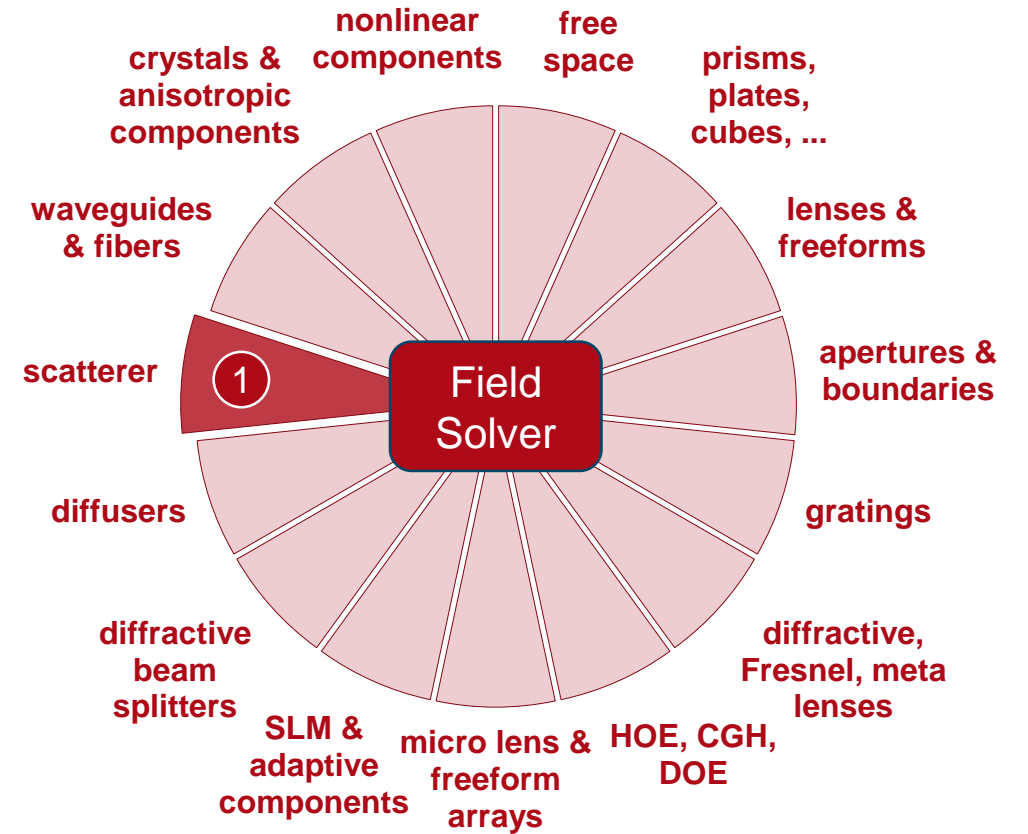 nonlinear
components
free
space
prisms,
plates,
cubes, ...
lenses &
freeforms
apertures &
boundaries
gratings
diffractive,
Fresnel, meta
lenses
HOE, CGH,
DOE
micro lens &
freeform
arrays
SLM &
adaptive
components
diffractive
beam
splitters
diffusers
scatterer
1
waveguides
& fibers
crystals &
anisotropic
components
Field
Solver